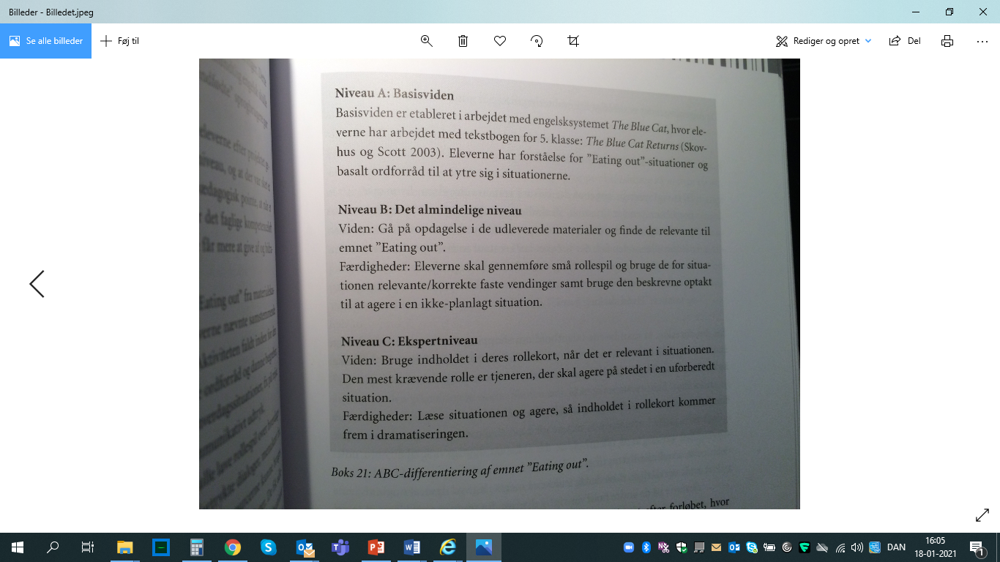 Billeder - Billedet.jpeg
Se alle billeder
Føj til
Rediger og opret
Del
Niveau A: Basisviden
Basisviden er etableret i arbejdet med engelsksystemet The Blue Cat, hvor ele-
verne har arbejdet med tekstbogen for 5. klasse: The Blue Cat Returns (Skov-
hus og Scott 2003). Eleverne har forståelse for ”Eating out”-situationer og
basalt ordforråd til at ytre sig i situationerne.
Niveau B: Det almindelige niveau
Viden: Gå på opdagelse i de udleverede materialer og finde de relevante til
emnet ”Eating out”.
Færdigheder: Eleverne skal gennemføre små rollespil og bruge de for situa-
tionen relevante/korrekte faste vendinger samt bruge den beskrevne optakt
til at agere i en ikke-planlagt situation.
Niveau C: Ekspertniveau
Viden: Bruge indholdet i deres rollekort, når det er relevant i situationen.
Den mest krævende rolle er tjeneren, der skal agere på stedet i en uforberedt
situation.
Færdigheder: Læse situationen og agere, så indholdet i rollekort kommer
frem i dramatiseringen.
Boks 21: ABC-differentiering af emnet ”Eating out”.
forløbet, hvor
DAN
16:05
18-01-2021